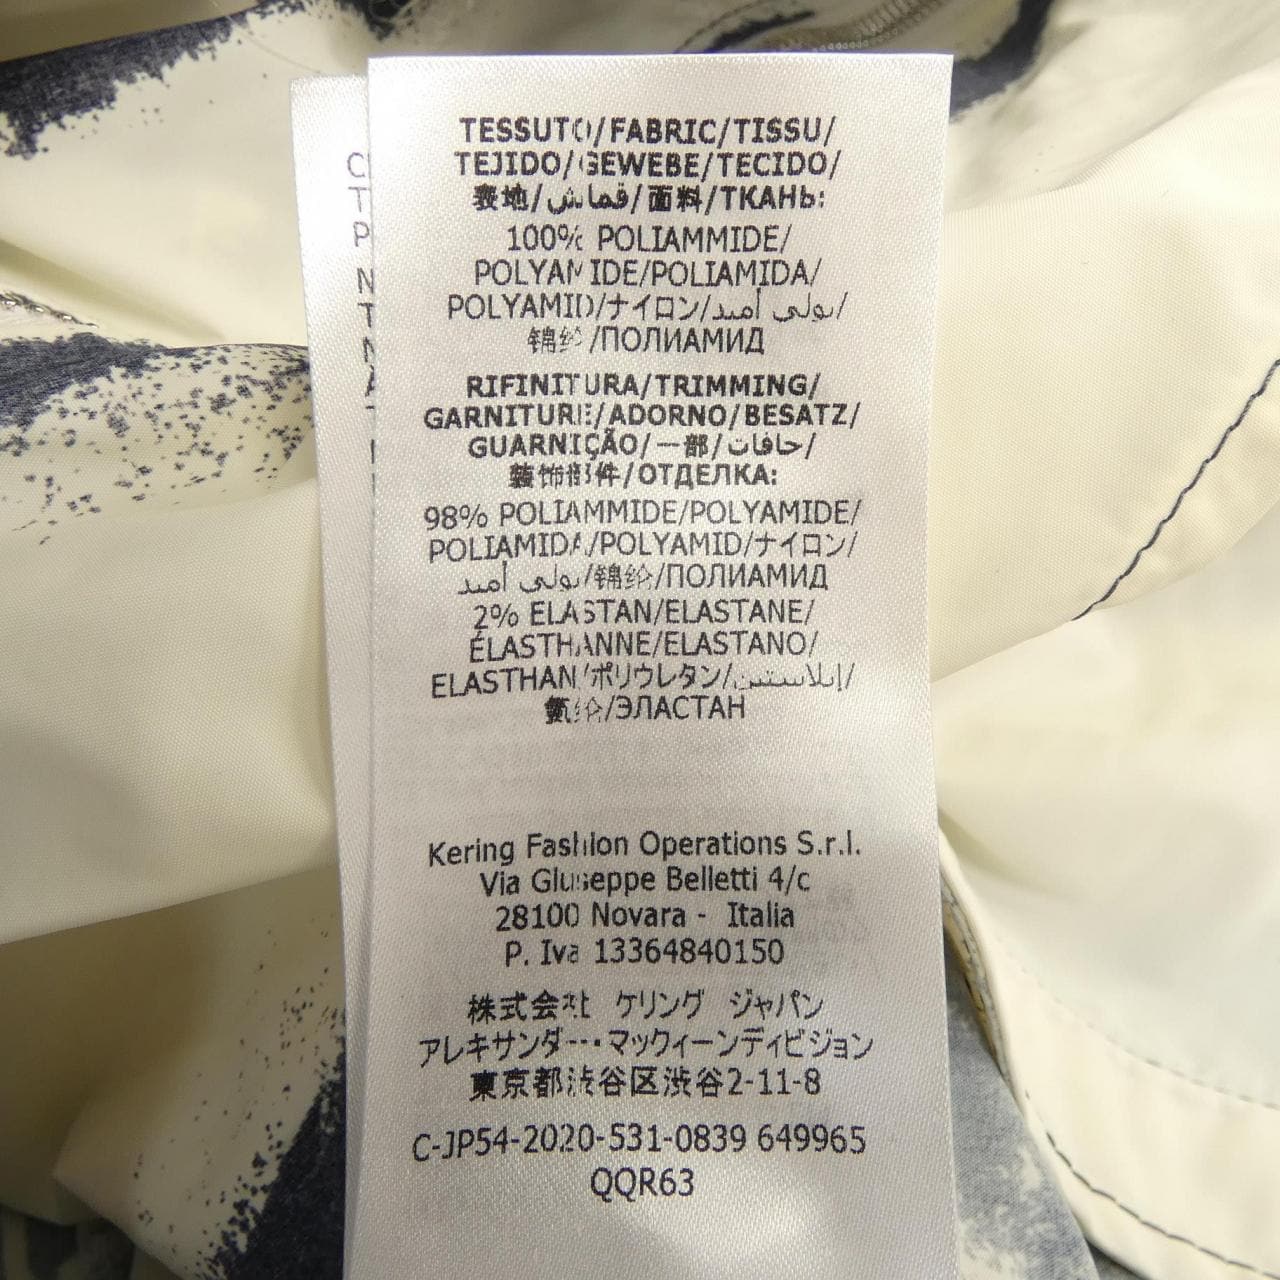 TESSUTO/FABRIC/TISSU/
TEJIDO/GEWEBE/TECIDO/
表地/قماش/面料/ТКАНЬ:
100% POLIAMMIDE/
POLYAMIDE/POLIAMIDA/
POLYAMID/ナイロン/بولي أميد/
锦纶/ПОЛИАМИД
RIFINITURA/TRIMMING/
GARNITURE/ADORNO/BESATZ/
GUARNIÇÃO/一部/حافات/
装饰部件/ОТДЕЛКА:
98% POLIAMMIDE/POLYAMIDE/
POLIAMIDA/POLYAMID/ナイロン/
بولي أميد/锦纶/ПОЛИАМИД
2% ELASTAN/ELASTANE/
ÉLASTHANNE/ELASTANO/
ELASTHAN/ポリウレタン/إيلاستين/
氨纶/ЭЛАСТАН
Kering Fashion Operations S.r.l.
Via Giuseppe Belletti 4/c
28100 Novara - Italia
P. Iva 13364840150
株式会社 ケリング ジャパン
アレキサンダー・マックィーンディビジョン
東京都渋谷区渋谷2-11-8
C-JP54-2020-531-0839 649965
QQR63